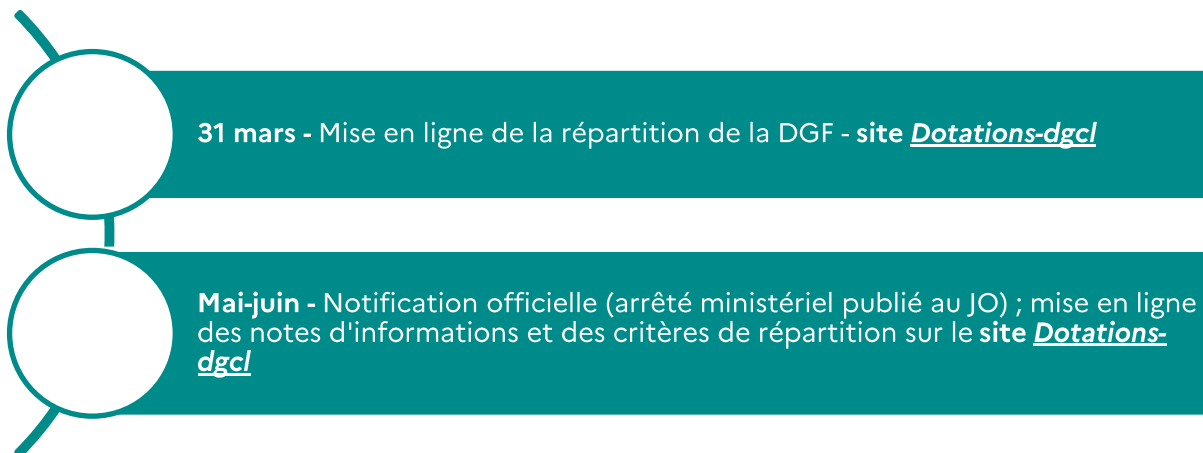 31 mars - Mise en ligne de la répartition de la DGF - site Dotations-dgcl
Mai-juin - Notification officielle (arrêté ministériel publié au JO) ; mise en ligne
des notes d'informations et des critères de répartition sur le site Dotations-
dgcl